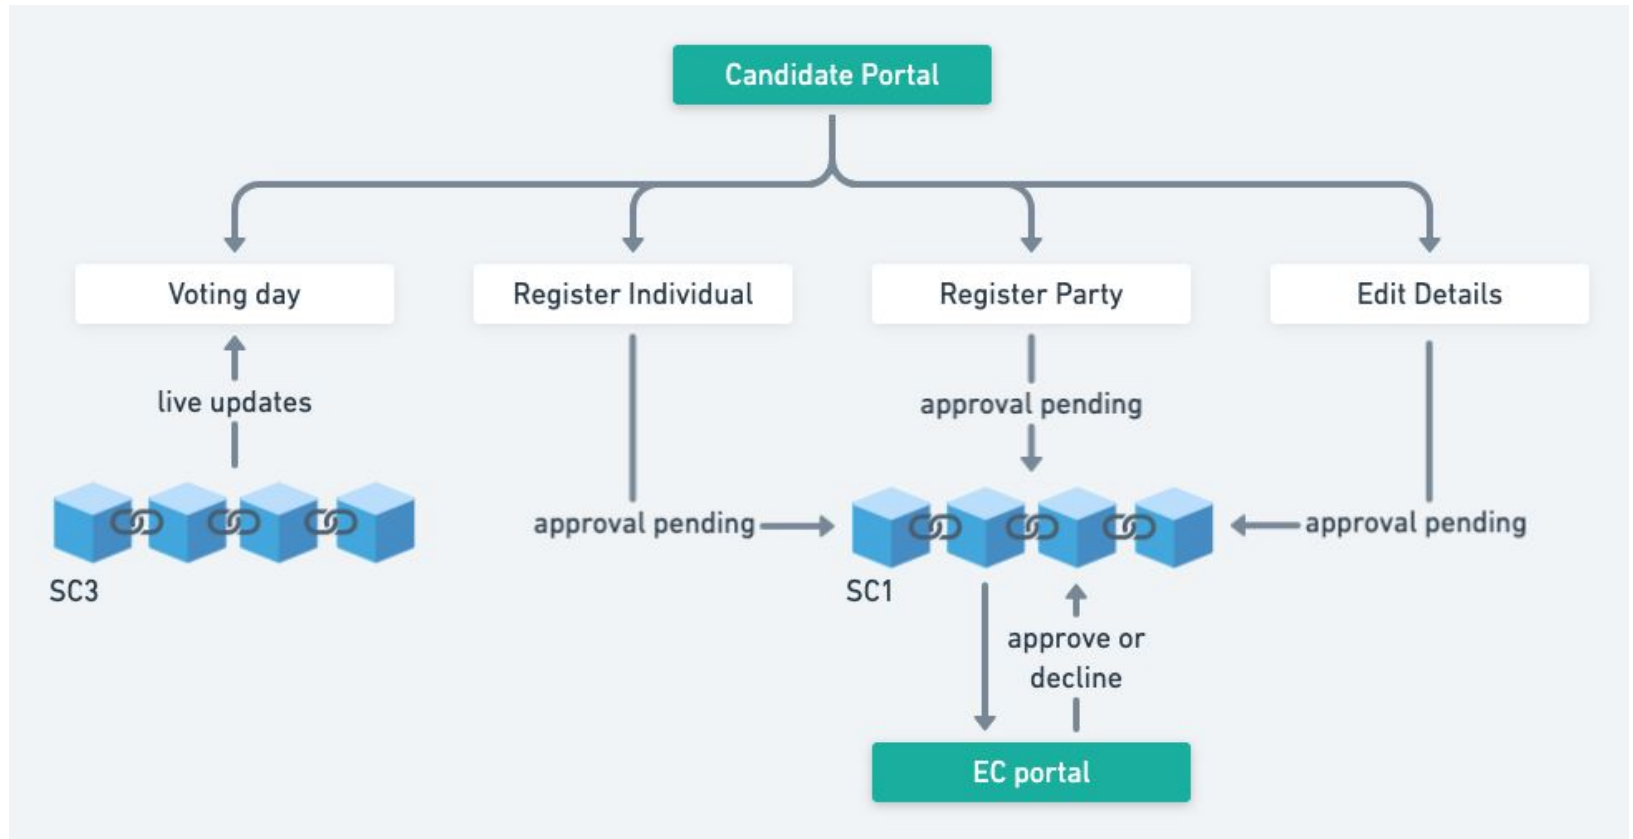 Candidate Portal
Voting day
Register Individual
Register Party
Edit Details
live updates
approval pending
approval pending
approval pending
SC3
SC1
approve or
decline
EC portal